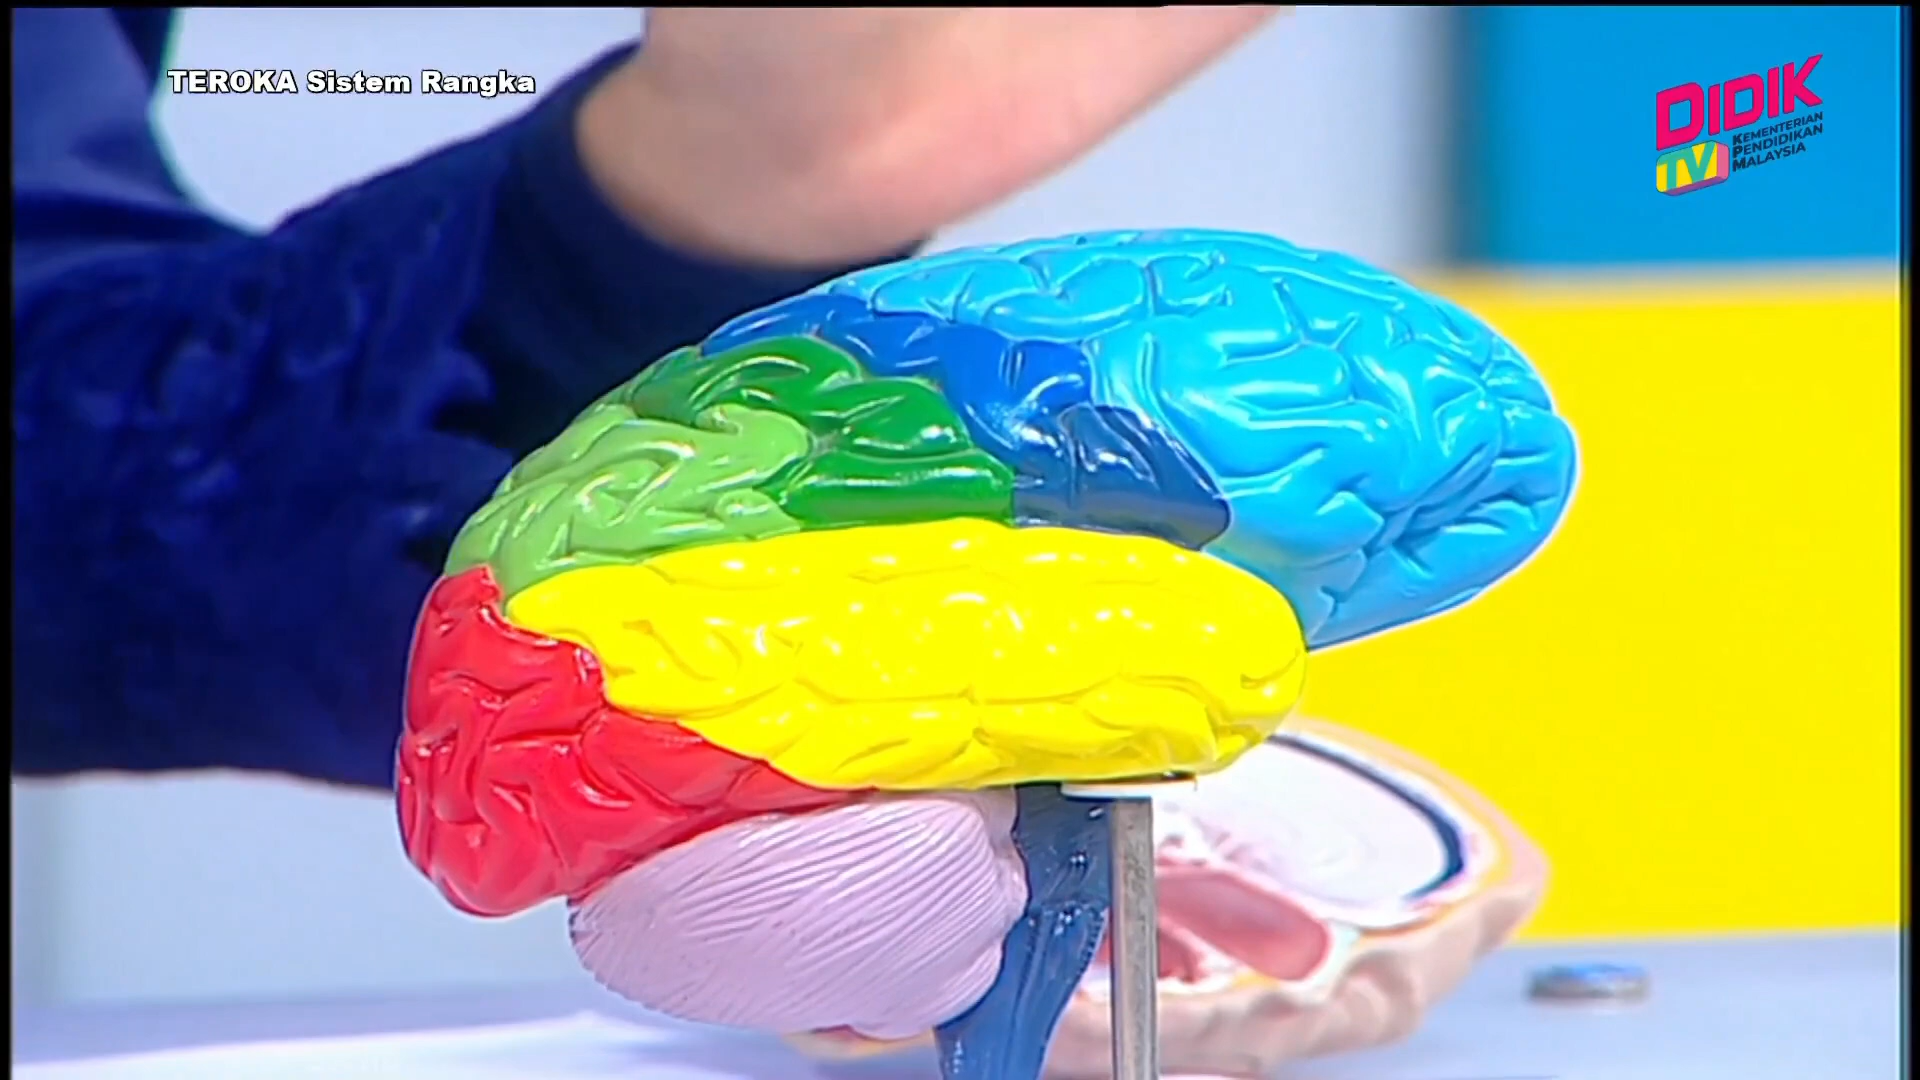 TEROKA Sistem Rangka
DIDIK
TV
KEMENTERIAN
PENDIDIKAN
MALAYSIA